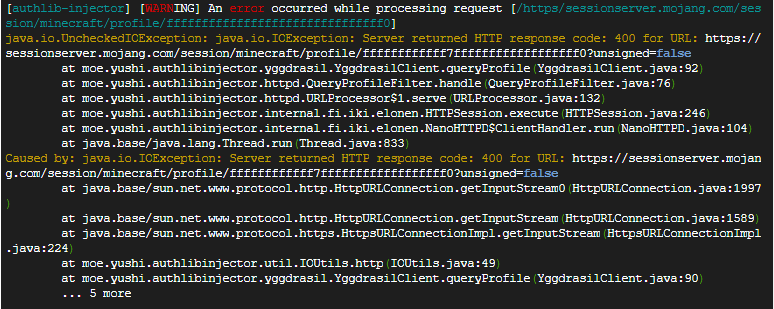 [authlib-injector] [WARNING] An error occurred while processing request [/https/sessionserver.mojang.com/ses
sion/minecraft/profile/fffffffffffffffffffffffffffffff0]
java.io.UncheckedIOException: java.io.IOException: Server returned HTTP response code: 400 for URL: https://
sessionserver.mojang.com/session/minecraft/profile/ffffffffffff7ffffffffffffffffff0?unsigned=false
at moe.yushi.authlibinjector.yggdrasil.YggdrasilClient.queryProfile(YggdrasilClient.java:92)
at moe.yushi.authlibinjector.httpd.QueryProfileFilter.handle(QueryProfileFilter.java:76)
at moe.yushi.authlibinjector.httpd.URLProcessor$1.serve(URLProcessor.java:132)
at moe.yushi.authlibinjector.internal.fi.iki.elonen.HTTPSession.execute(HTTPSession.java:246)
at moe.yushi.authlibinjector.internal.fi.iki.elonen.NanoHTTPD$ClientHandler.run(NanoHTTPD.java:104)
at java.base/java.lang.Thread.run(Thread.java:833)
Caused by: java.io.IOException: Server returned HTTP response code: 400 for URL: https://sessionserver.mojan
g.com/session/minecraft/profile/ffffffffffff7ffffffffffffffffff0?unsigned=false
at java.base/sun.net.www.protocol.http.HttpURLConnection.getInputStream0(HttpURLConnection.java:1997
)
at java.base/sun.net.www.protocol.http.HttpURLConnection.getInputStream(HttpURLConnection.java:1589)
at java.base/sun.net.www.protocol.https.HttpsURLConnectionImpl.getInputStream(HttpsURLConnectionImpl
.java:224)
at moe.yushi.authlibinjector.util.IOUtils.http(IOUtils.java:49)
at moe.yushi.authlibinjector.yggdrasil.YggdrasilClient.queryProfile(YggdrasilClient.java:90)
... 5 more